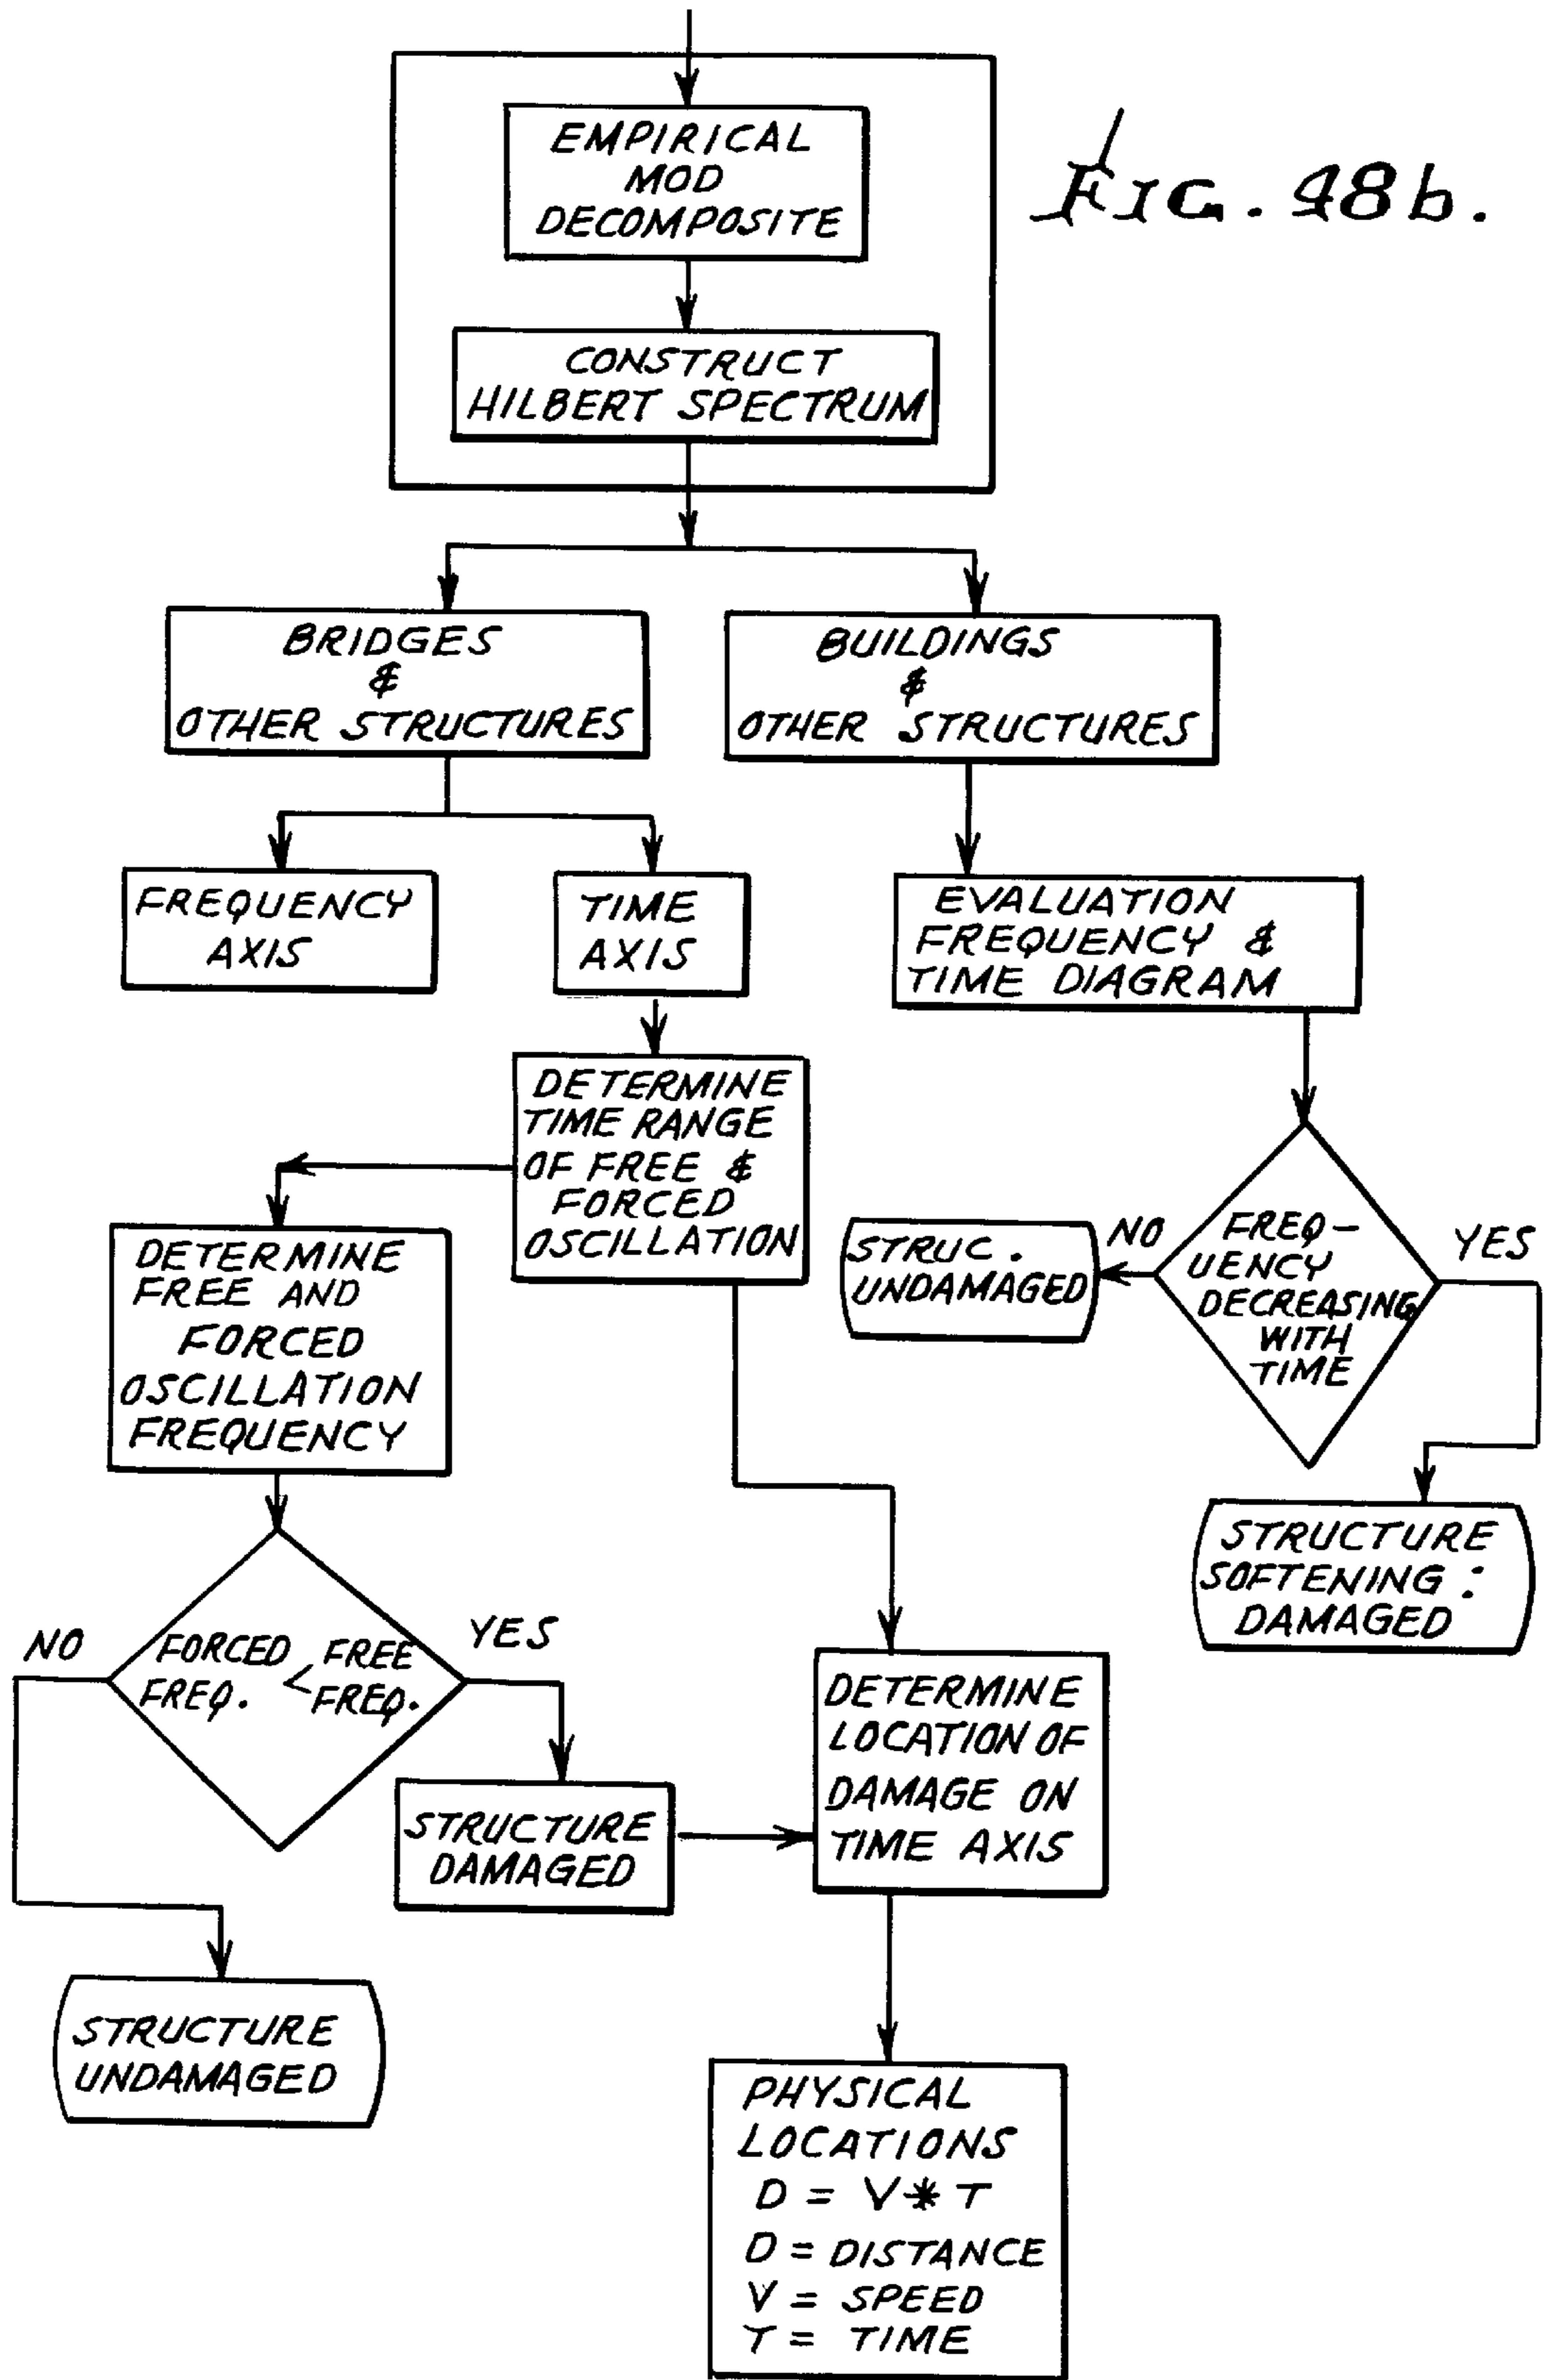 EMPIRICAL
MOD
DECOMPOSITE
FIG. 48b.
CONSTRUCT
HILBERT SPECTRUM
BRIDGES
&
OTHER STRUCTURES
BUILDINGS
&
OTHER STRUCTURES
FREQUENCY
AXIS
TIME
AXIS
EVALUATION
FREQUENCY &
TIME DIAGRAM
DETERMINE
TIME RANGE
OF FREE &
FORCED
OSCILLATION
DETERMINE
FREE AND
FORCED
OSCILLATION
FREQUENCY
STRUC.
UNDAMAGED
NO
FREQ-
UENCY
DECREASING
WITH
TIME
YES
STRUCTURE
SOFTENING :
DAMAGED
NO
FORCED < FREE
FREQ. FREQ.
YES
STRUCTURE
DAMAGED
DETERMINE
LOCATION OF
DAMAGE ON
TIME AXIS
STRUCTURE
UNDAMAGED
PHYSICAL
LOCATIONS
D = V * T
D = DISTANCE
V = SPEED
T = TIME